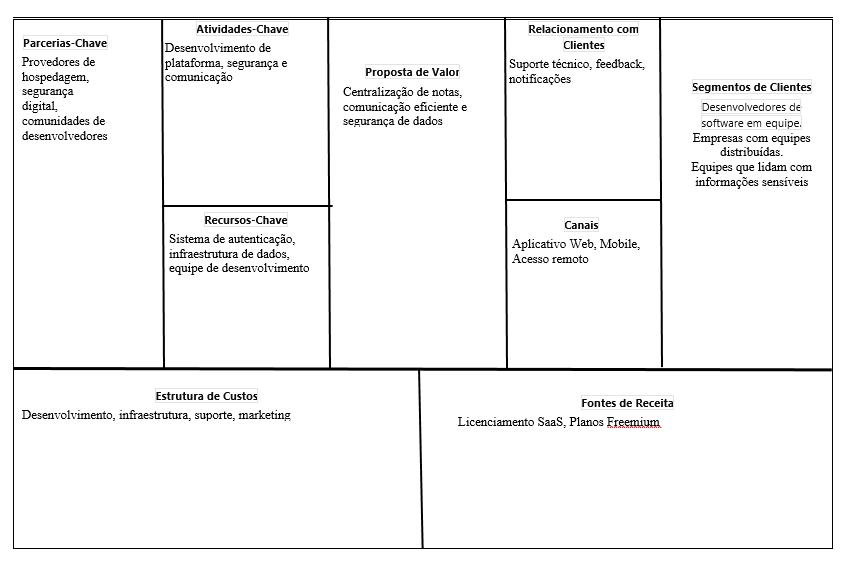 Parcerias-Chave
Provedores de
hospedagem,
segurança
digital,
comunidades de
desenvolvedores
Atividades-Chave
Desenvolvimento de
plataforma, segurança e
comunicação
Recursos-Chave
Sistema de autenticação,
infraestrutura de dados,
equipe de desenvolvimento
Proposta de Valor
Centralização de notas,
comunicação eficiente e
segurança de dados
Relacionamento com
Clientes
Suporte técnico, feedback,
notificações
Canais
Aplicativo Web, Mobile,
Acesso remoto
Segmentos de Clientes
Desenvolvedores de
software em equipe.
Empresas com equipes
distribuídas.
Equipes que lidam com
informações sensíveis
Estrutura de Custos
Desenvolvimento, infraestrutura, suporte, marketing
Fontes de Receita
Licenciamento SaaS, Planos Freemium